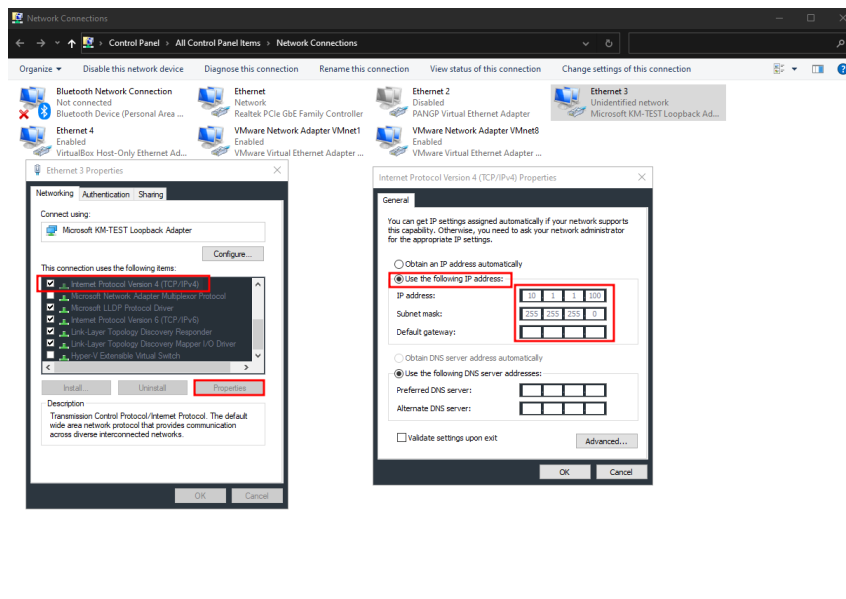 Network Connections
Control Panel › All Control Panel Items › Network Connections
Organize Disable this network device Diagnose this connection Rename this connection View status of this connection Change settings of this connection
Bluetooth Network Connection
Not connected
Bluetooth Device (Personal Area ...
Ethernet
Network
Realtek PCIe GbE Family Controller
Ethernet 2
Disabled
PANGP Virtual Ethernet Adapter
Ethernet 3
Unidentified network
Microsoft KM-TEST Loopback Ad...
Ethernet 4
Enabled
VirtualBox Host-Only Ethernet Ad...
VMware Network Adapter VMnet1
Enabled
VMware Virtual Ethernet Adapter ...
VMware Network Adapter VMnet8
Enabled
VMware Virtual Ethernet Adapter ...
Ethernet 3 Properties
Networking Authentication Sharing
Connect using:
Microsoft KM-TEST Loopback Adapter
Configure...
This connection uses the following items:
Internet Protocol Version 4 (TCP/IPv4)
Microsoft Network Adapter Multiplexor Protocol
Microsoft LLDP Protocol Driver
Internet Protocol Version 6 (TCP/IPv6)
Link-Layer Topology Discovery Responder
Link-Layer Topology Discovery Mapper I/O Driver
Hyper-V Extensible Virtual Switch
Install... Uninstall Properties
Description
Transmission Control Protocol/Internet Protocol. The default
wide area network protocol that provides communication
across diverse interconnected networks.
OK Cancel
Internet Protocol Version 4 (TCP/IPv4) Properties
General
You can get IP settings assigned automatically if your network supports
this capability. Otherwise, you need to ask your network administrator
for the appropriate IP settings.
Obtain an IP address automatically
Use the following IP address:
IP address: 10 1 1 100
Subnet mask: 255 255 255 0
Default gateway:
Obtain DNS server address automatically
Use the following DNS server addresses:
Preferred DNS server:
Alternate DNS server:
Validate settings upon exit
Advanced...
OK Cancel